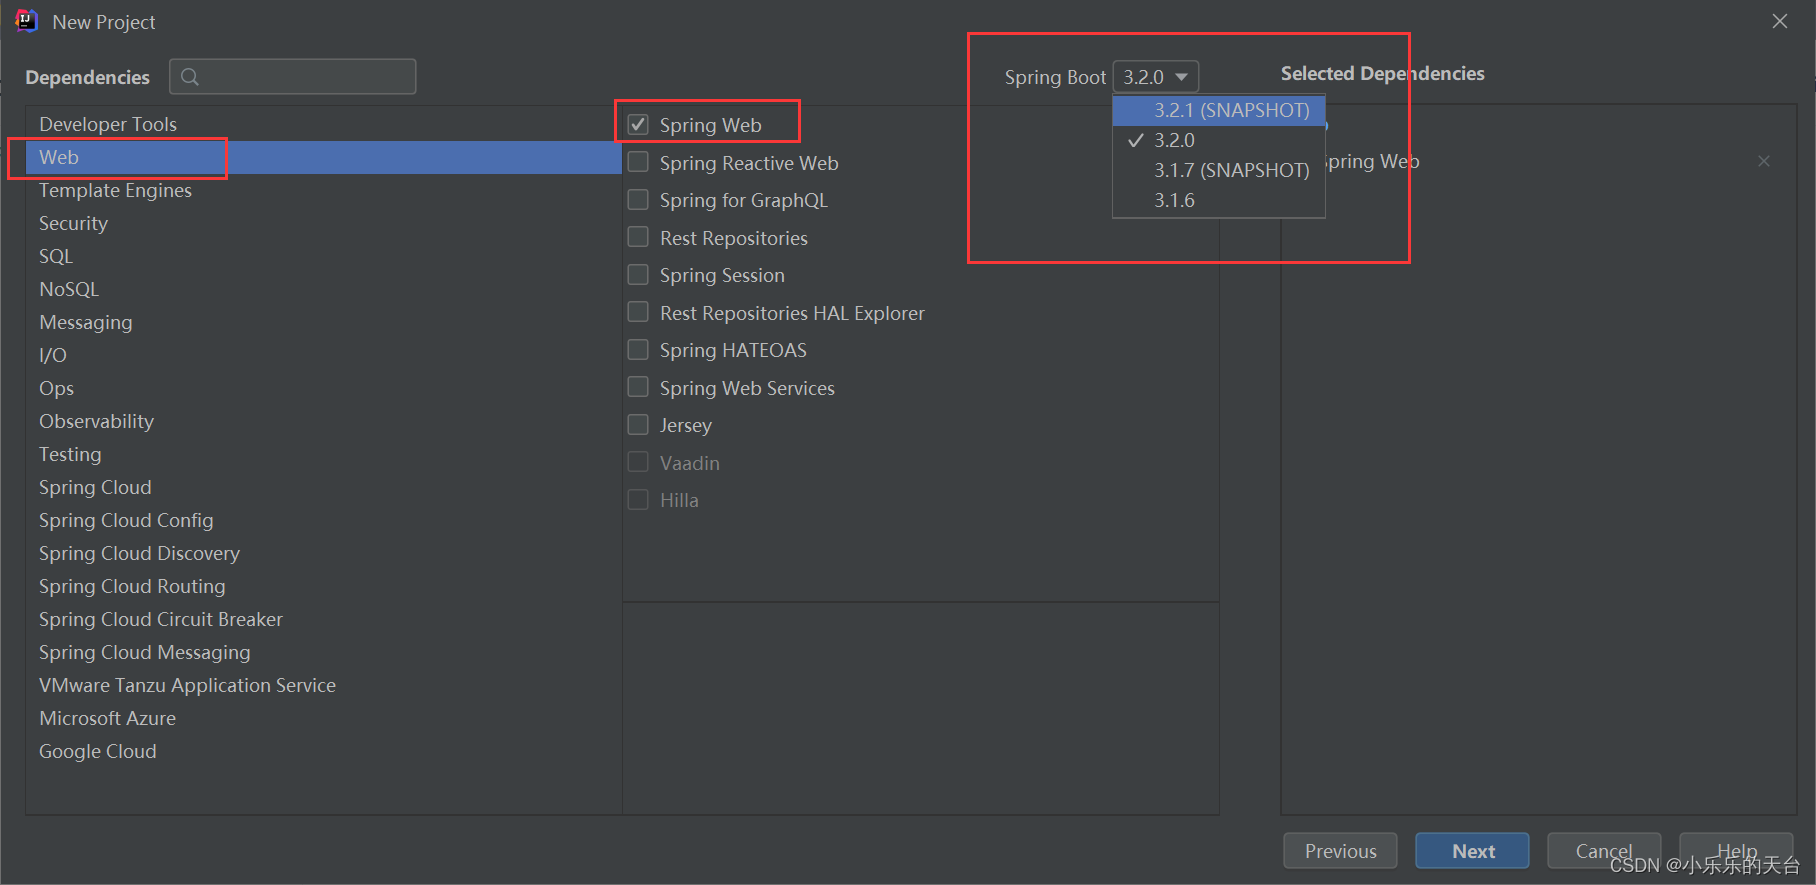 New Project
Dependencies
Spring Boot 3.2.0
Selected Dependencies
3.2.1 (SNAPSHOT)
3.2.0
3.1.7 (SNAPSHOT)
3.1.6
Developer Tools
Web
Template Engines
Security
SQL
NoSQL
Messaging
I/O
Ops
Observability
Testing
Spring Cloud
Spring Cloud Config
Spring Cloud Discovery
Spring Cloud Routing
Spring Cloud Circuit Breaker
Spring Cloud Messaging
VMware Tanzu Application Service
Microsoft Azure
Google Cloud
Spring Web
Spring Reactive Web
Spring for GraphQL
Rest Repositories
Spring Session
Rest Repositories HAL Explorer
Spring HATEOAS
Spring Web Services
Jersey
Vaadin
Hilla
Spring Web
Previous
Next
Cancel
Help
CSDN @小乐乐的天台